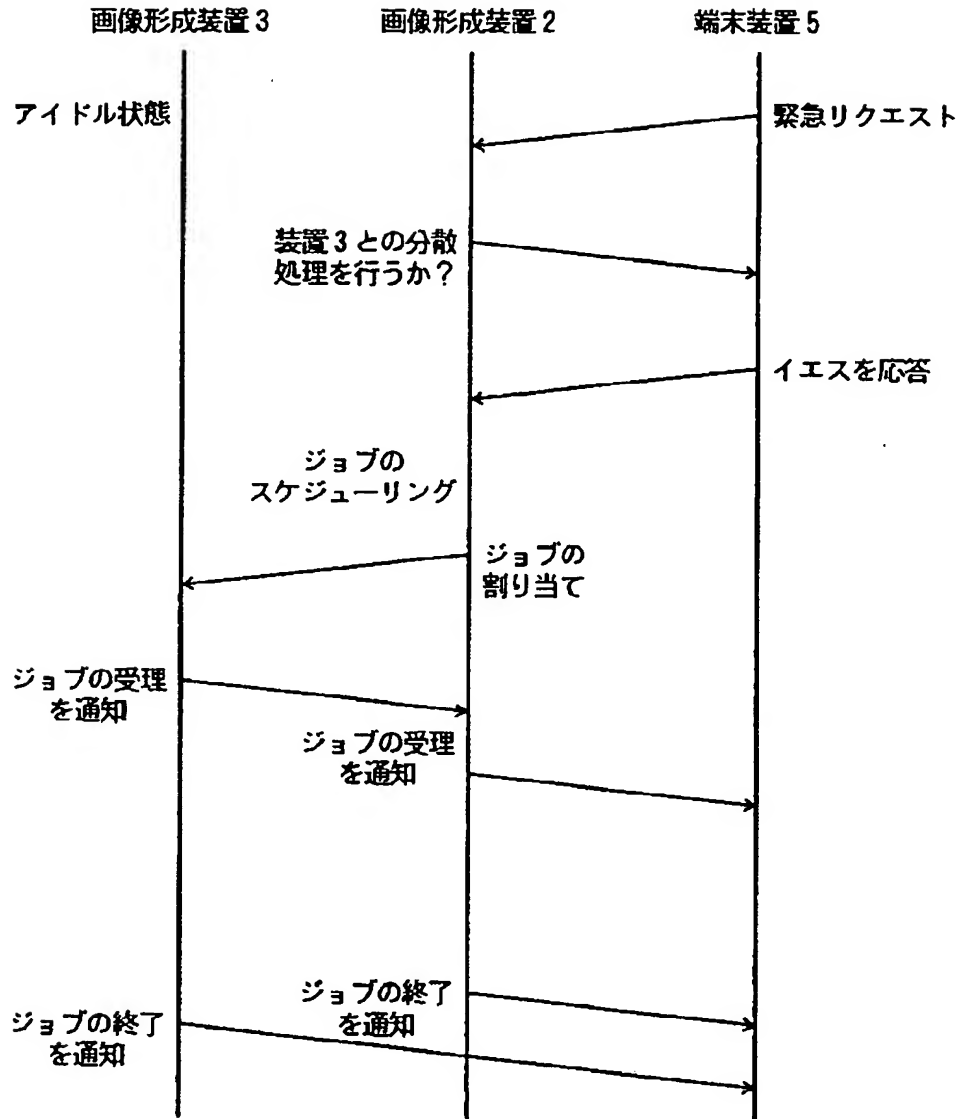 画像形成装置3
画像形成装置2
端末装置5
アイドル状態
緊急リクエスト
装置3との分散
処理を行うか？
イエスを応答
ジョブの
スケジューリング
ジョブの
割り当て
ジョブの受理
を通知
ジョブの受理
を通知
ジョブの終了
を通知
ジョブの終了
を通知